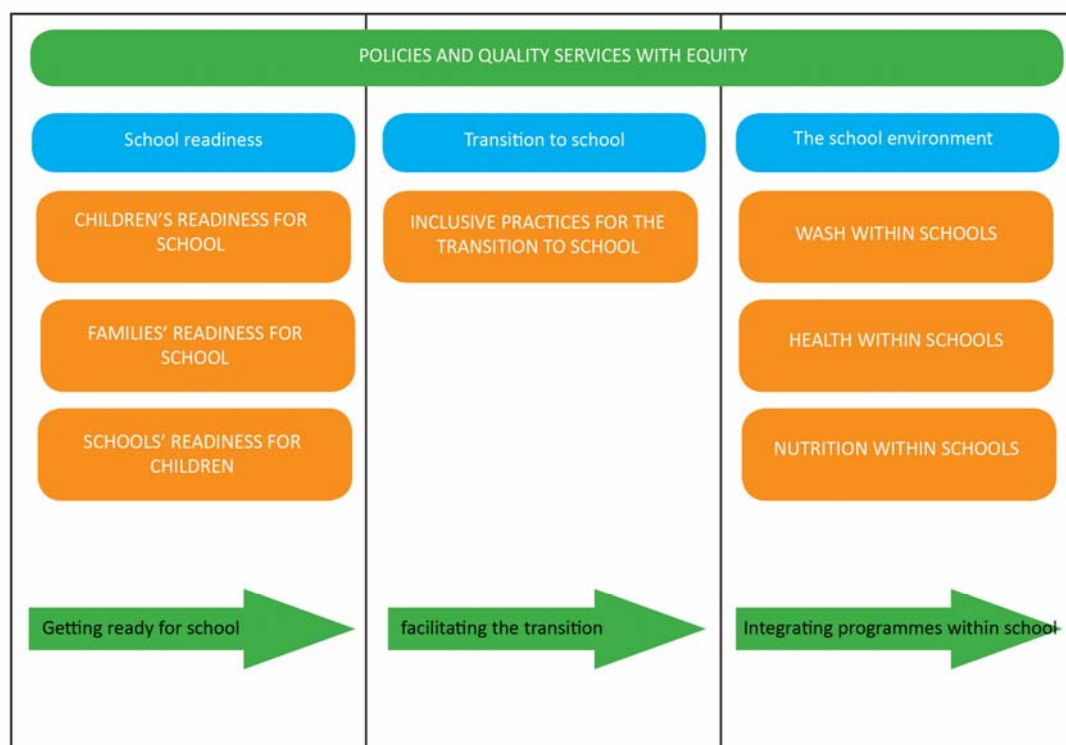 POLICIES AND QUALITY SERVICES WITH EQUITY
School readiness
CHILDREN’S READINESS FOR
SCHOOL
FAMILIES’ READINESS FOR
SCHOOL
SCHOOLS’ READINESS FOR
CHILDREN
Getting ready for school
Transition to school
INCLUSIVE PRACTICES FOR THE
TRANSITION TO SCHOOL
facilitating the transition
The school environment
WASH WITHIN SCHOOLS
HEALTH WITHIN SCHOOLS
NUTRITION WITHIN SCHOOLS
Integrating programmes within school